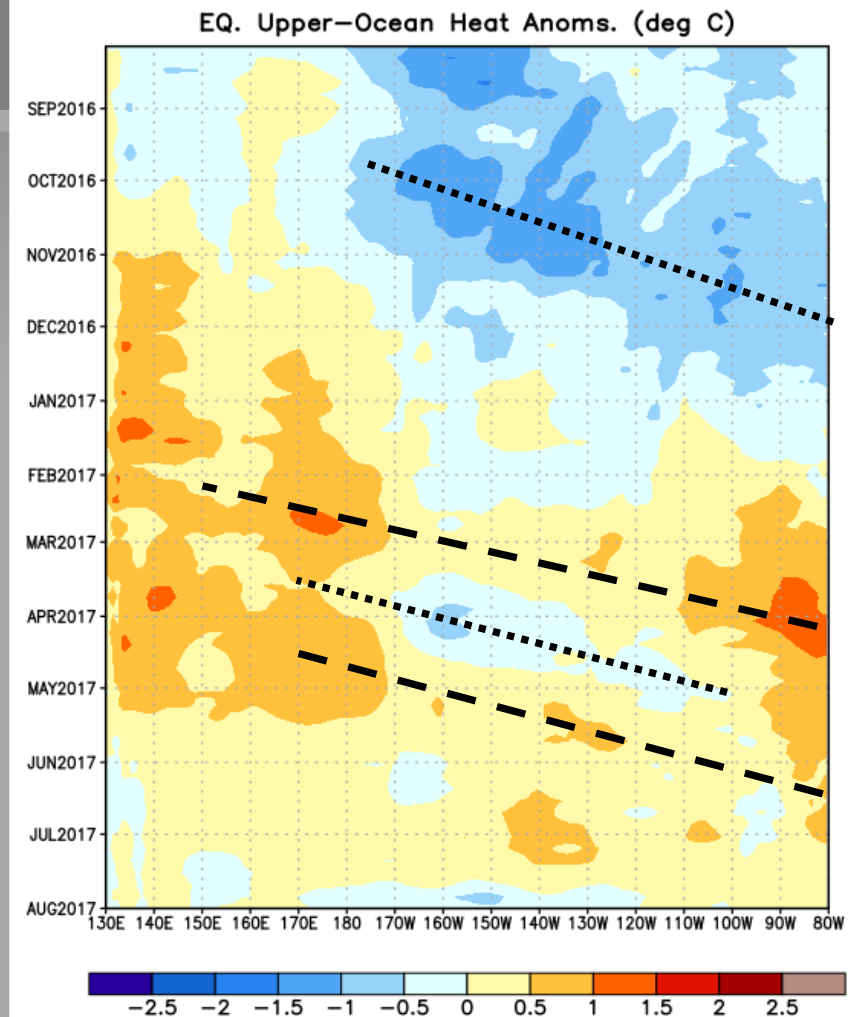 EQ. Upper-Ocean Heat Anoms. (deg C)
SEP2016
OCT2016
NOV2016
DEC2016
JAN2017
FEB2017
MAR2017
APR2017
MAY2017
JUN2017
JUL2017
AUG2017
130E 140E 150E 160E 170E 180 170W 160W 150W 140W 130W 120W 110W 100W 90W 80W
-2.5 -2 -1.5 -1 -0.5 0 0.5 1 1.5 2 2.5